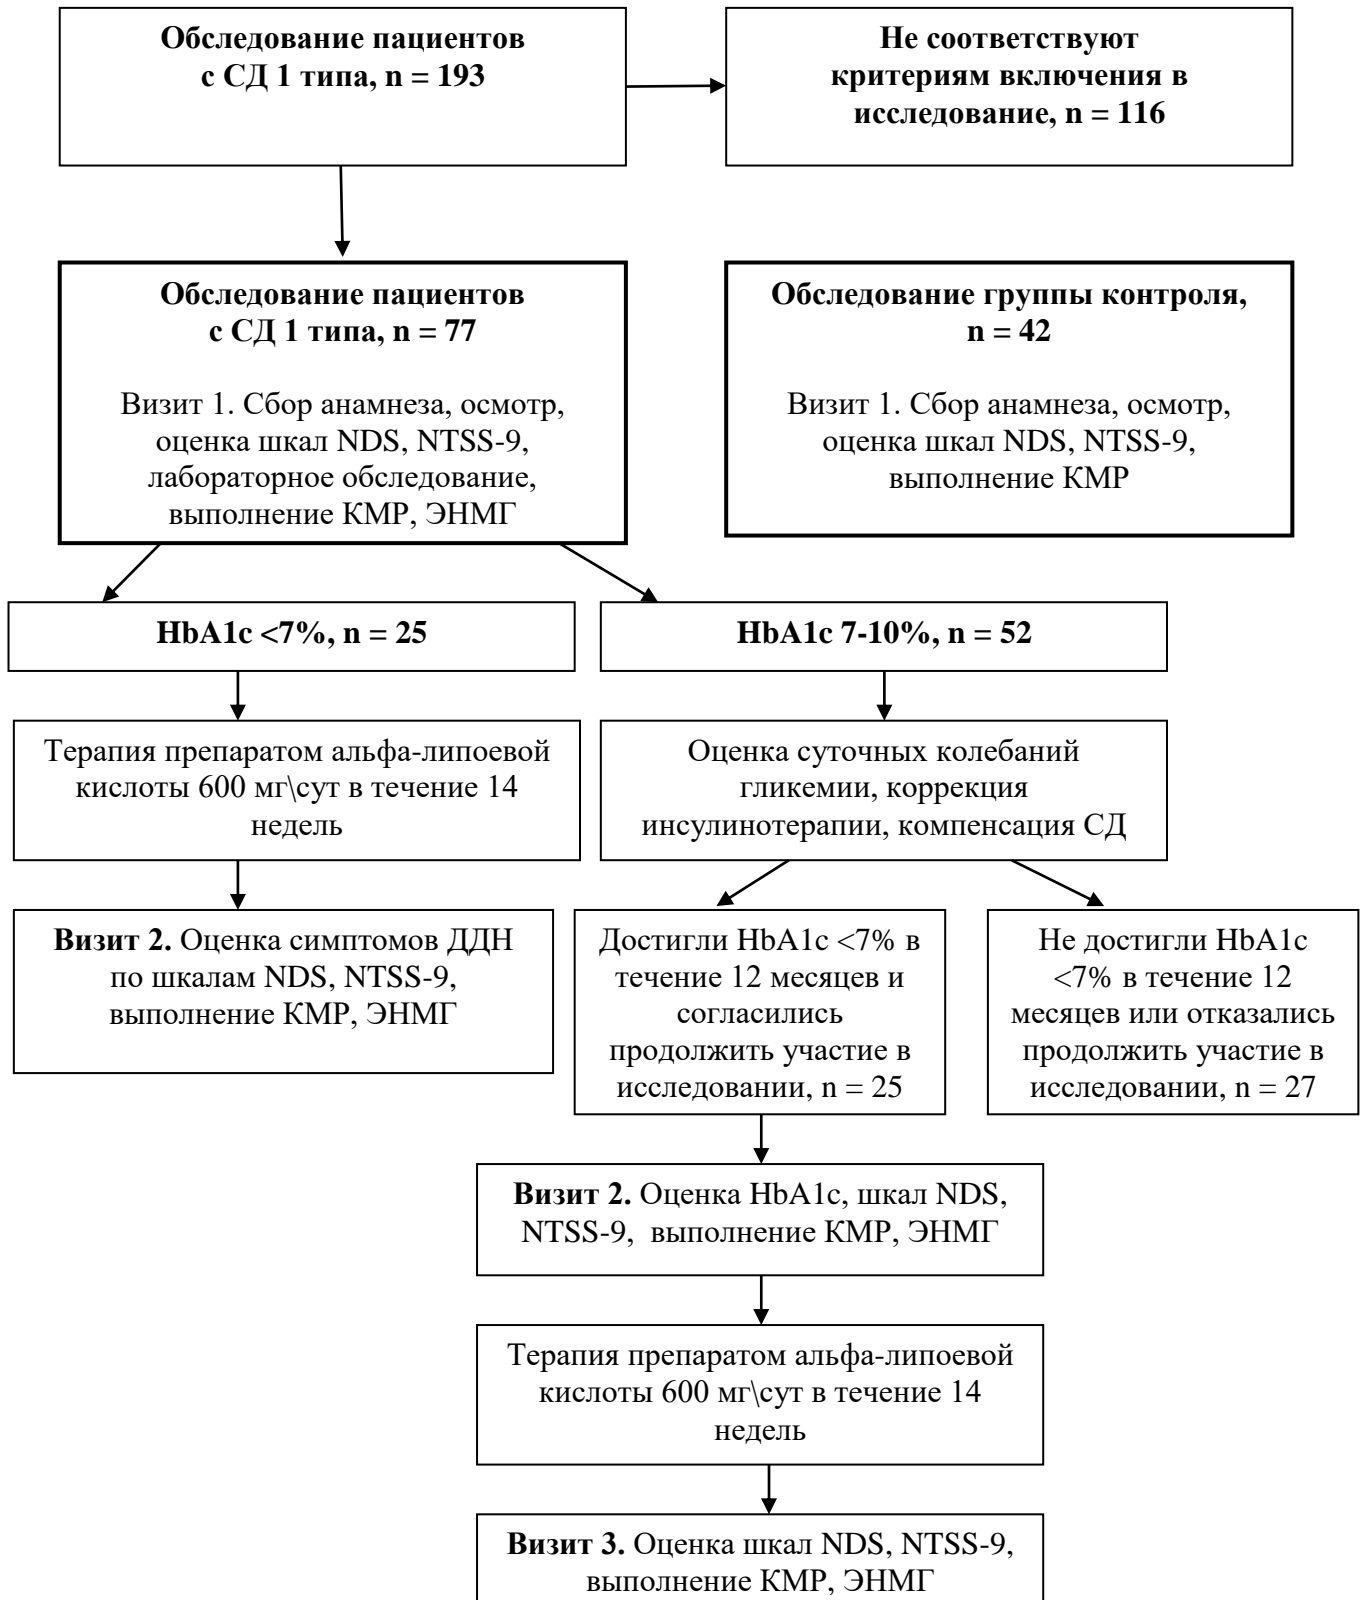 Обследование пациентов
с СД 1 типа, n = 193
Не соответствуют
критериям включения в
исследование, n = 116
Обследование пациентов
с СД 1 типа, n = 77
Визит 1. Сбор анамнеза, осмотр,
оценка шкал NDS, NTSS-9,
лабораторное обследование,
выполнение КМР, ЭНМГ
Обследование группы контроля,
n = 42
Визит 1. Сбор анамнеза, осмотр,
оценка шкал NDS, NTSS-9,
выполнение КМР
HbA1c <7%, n = 25
HbA1c 7-10%, n = 52
Терапия препаратом альфа-липоевой
кислоты 600 мг\сут в течение 14
недель
Оценка суточных колебаний
гликемии, коррекция
инсулинотерапии, компенсация СД
Визит 2. Оценка симптомов ДДН
по шкалам NDS, NTSS-9,
выполнение КМР, ЭНМГ
Достигли HbA1c <7% в
течение 12 месяцев и
согласились
продолжить участие в
исследовании, n = 25
Не достигли HbA1c
<7% в течение 12
месяцев или отказались
продолжить участие в
исследовании, n = 27
Визит 2. Оценка HbA1c, шкал NDS,
NTSS-9, выполнение КМР, ЭНМГ
Терапия препаратом альфа-липоевой
кислоты 600 мг\сут в течение 14
недель
Визит 3. Оценка шкал NDS, NTSS-9,
выполнение КМР, ЭНМГ